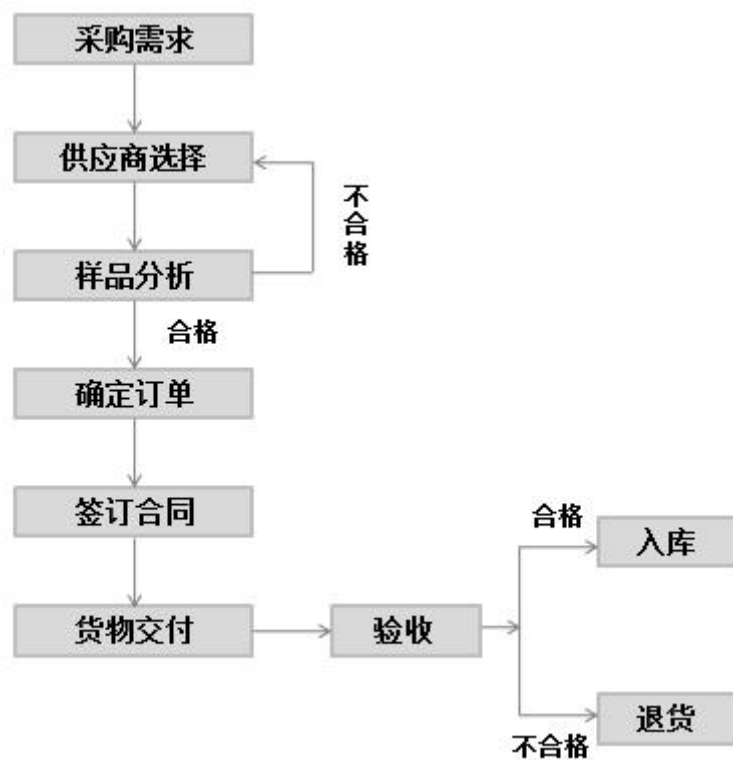 采购需求
供应商选择
不合格
样品分析
合格
确定订单
签订合同
合格
入库
货物交付
验收
退货
不合格